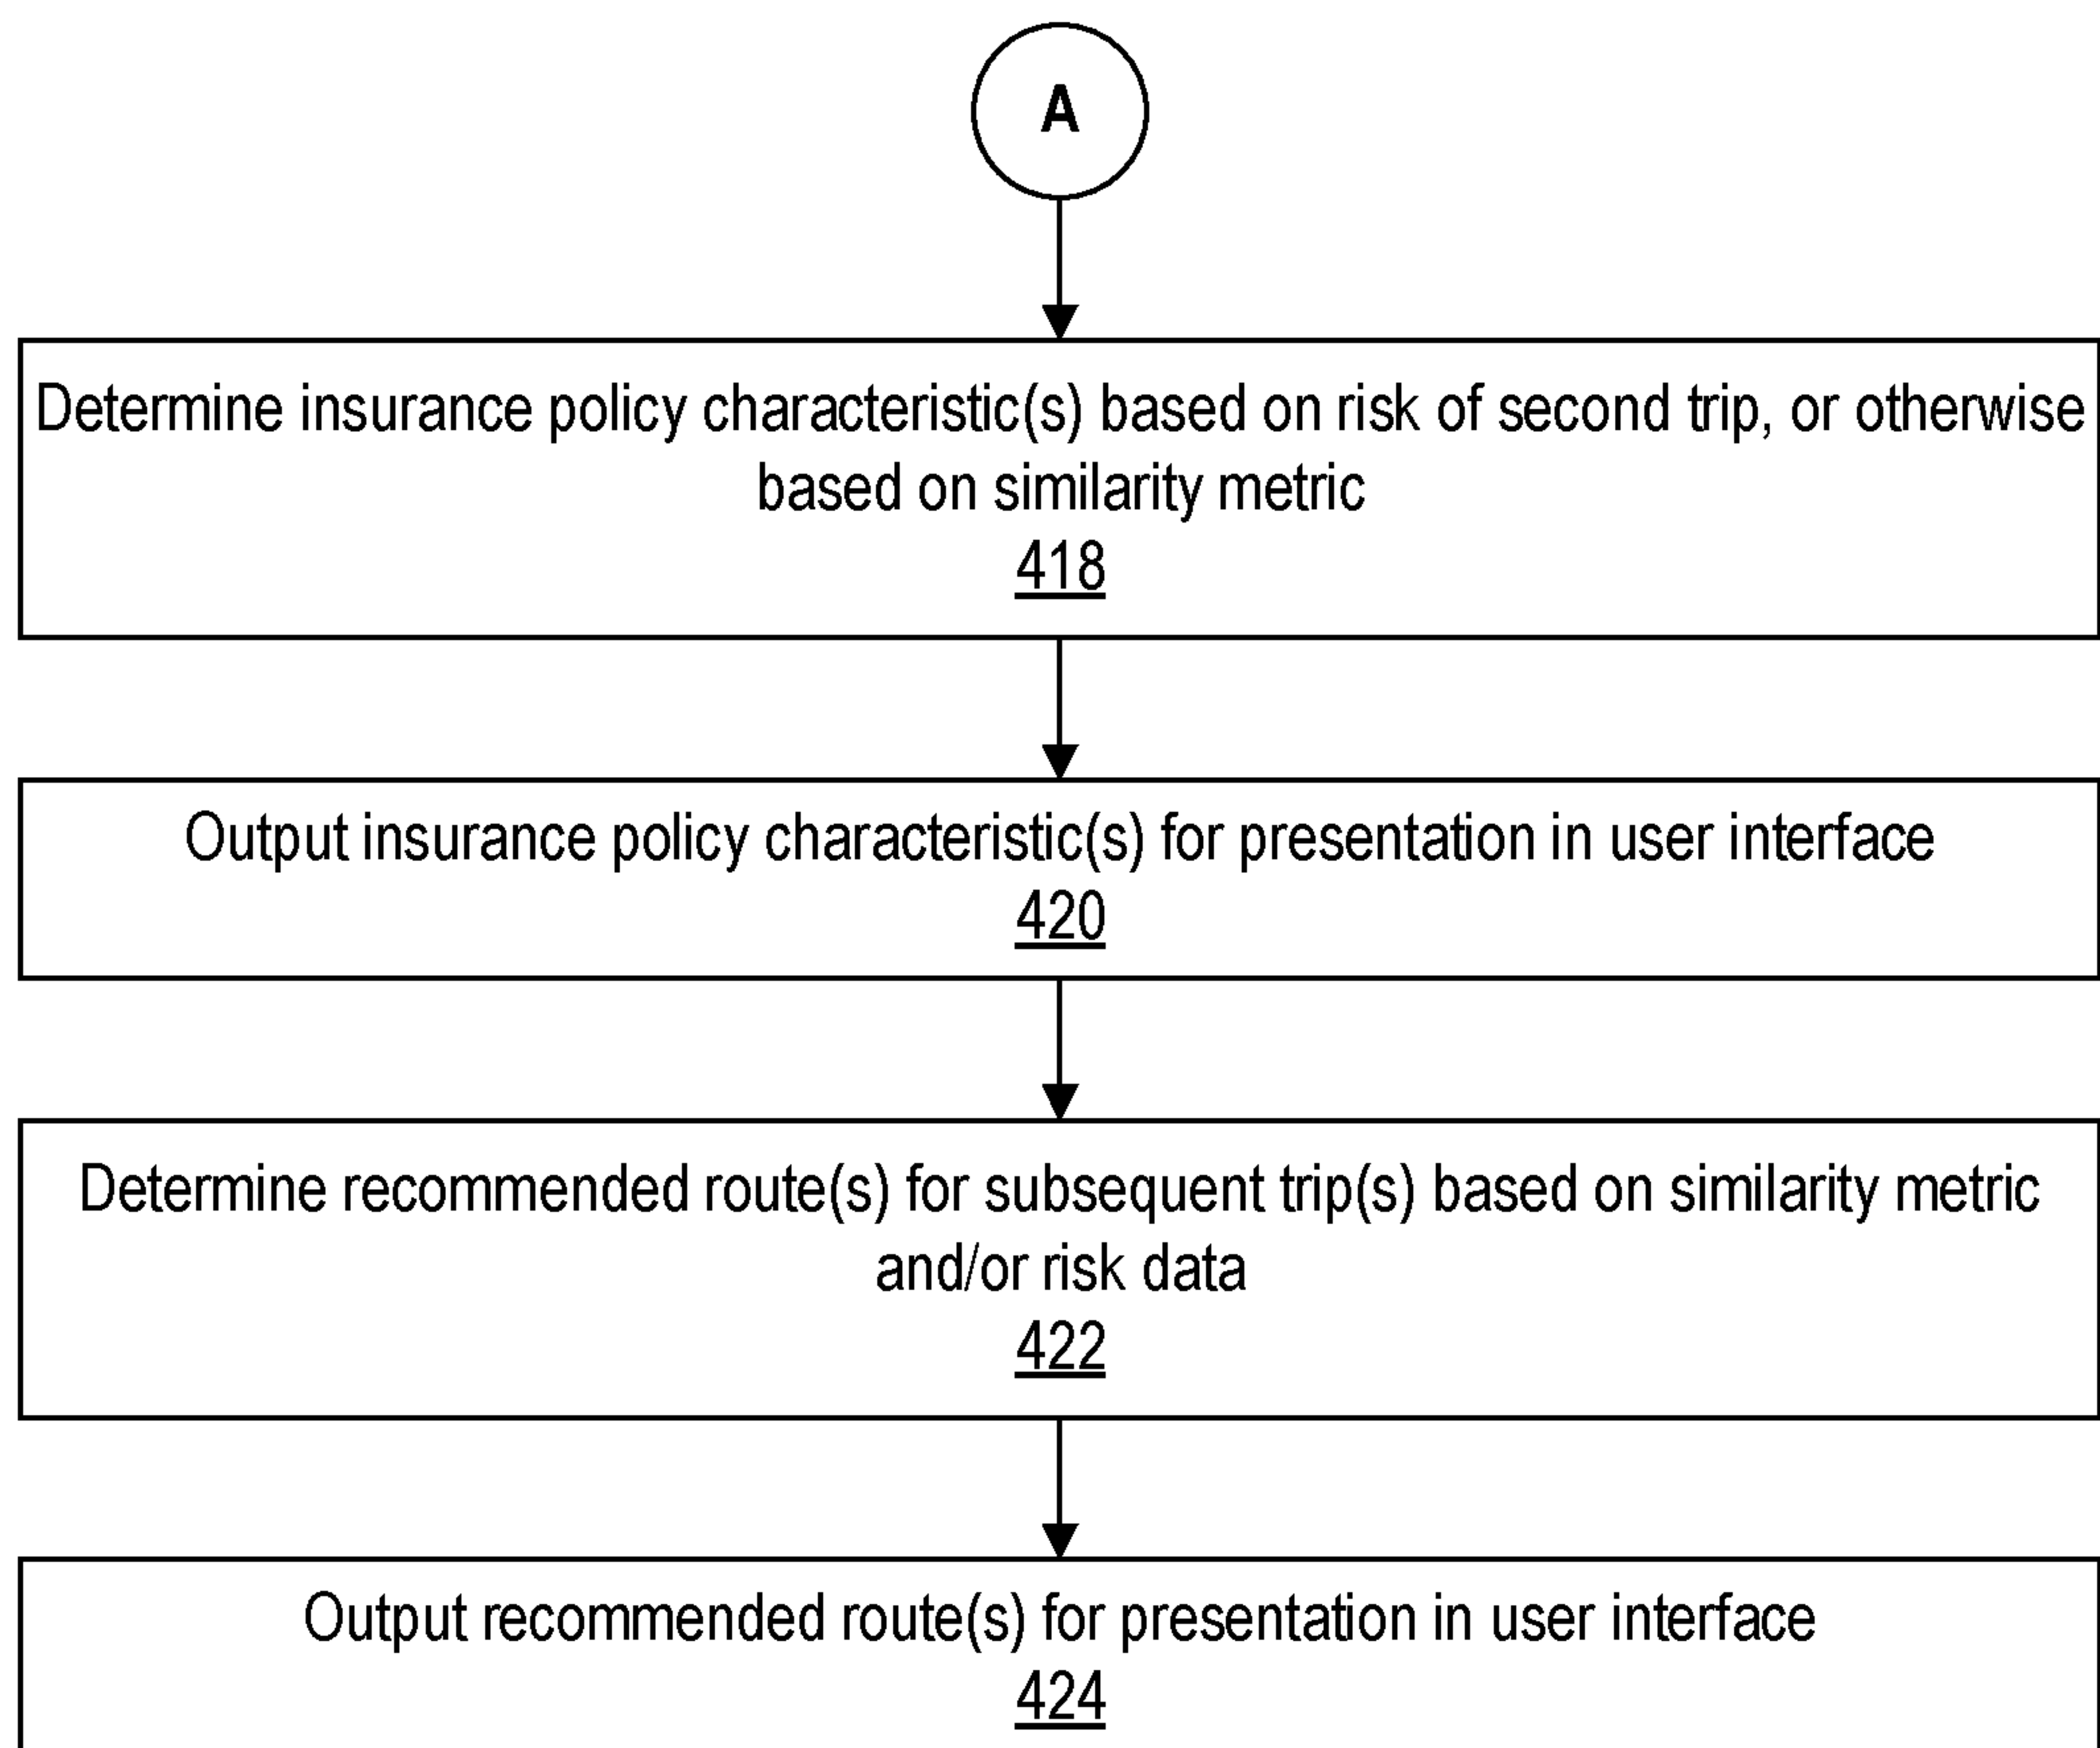 A
Determine insurance policy characteristic(s) based on risk of second trip, or otherwise
based on similarity metric
418
Output insurance policy characteristic(s) for presentation in user interface
420
Determine recommended route(s) for subsequent trip(s) based on similarity metric
and/or risk data
422
Output recommended route(s) for presentation in user interface
424